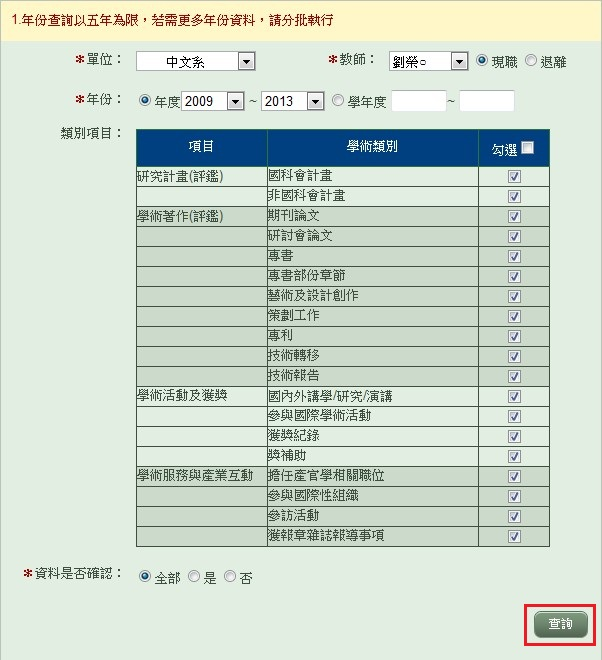 1.年份查詢以五年為限，若需更多年份資料，請分批執行
*單位： 中文系 *教師： 劉榮○ 現職 退離
*年份： 年度 2009 ~ 2013 學年度 ~
類別項目：
項目 學術類別 勾選
研究計畫(評鑑) 國科會計畫
非國科會計畫
學術著作(評鑑) 期刊論文
研討會論文
專書
專書部份章節
藝術及設計創作
策劃工作
專利
技術轉移
技術報告
學術活動及獲獎 國內外講學/研究/演講
參與國際學術活動
獲獎紀錄
獎補助
學術服務與產業互動 擔任產官學相關職位
參與國際性組織
參訪活動
獲報章雜誌報導事項
*資料是否確認： 全部 是 否
查詢